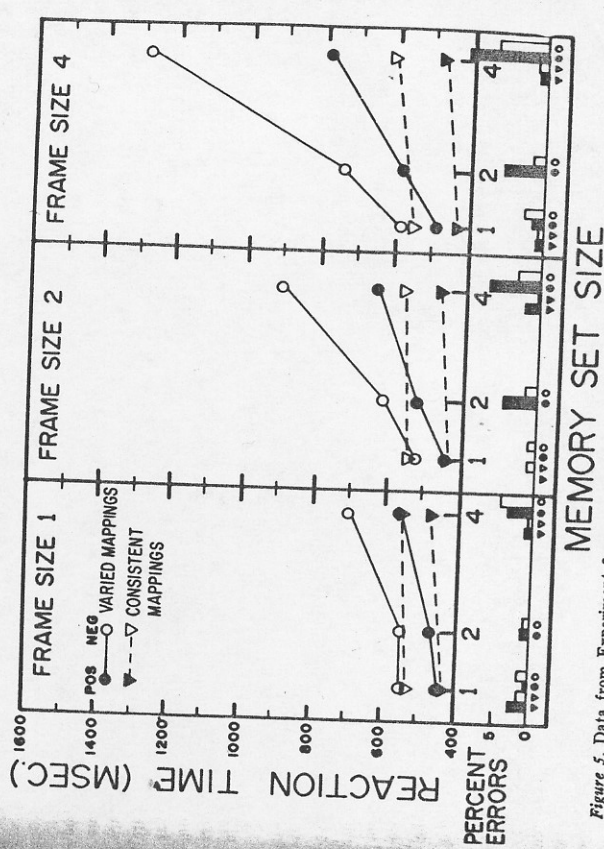 FRAME SIZE 1
FRAME SIZE 2
FRAME SIZE 4
POS NEG
VARIED MAPPINGS
CONSISTENT
MAPPINGS
REACTION TIME (MSEC.)
1600
1400
1200
1000
800
600
400
1 2 4
1 2 4
1 2 4
PERCENT
ERRORS
5
0
MEMORY SET SIZE
Figure 5. Data from Experiment